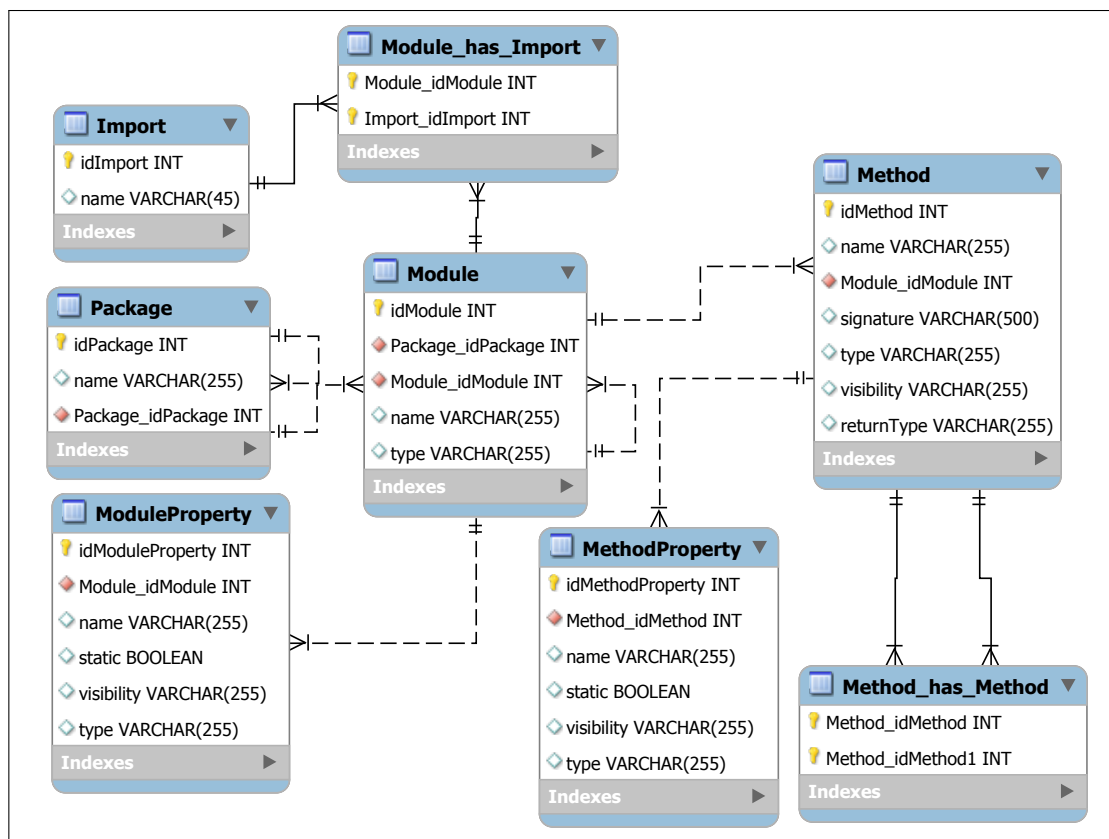 Module_has_Import
Module_idModule INT
Import_idImport INT
Indexes
Import
idImport INT
name VARCHAR(45)
Indexes
Method
idMethod INT
name VARCHAR(255)
Module_idModule INT
signature VARCHAR(500)
type VARCHAR(255)
visibility VARCHAR(255)
returnType VARCHAR(255)
Indexes
Module
idModule INT
Package_idPackage INT
Module_idModule INT
name VARCHAR(255)
type VARCHAR(255)
Indexes
Package
idPackage INT
name VARCHAR(255)
Package_idPackage INT
Indexes
ModuleProperty
idModuleProperty INT
Module_idModule INT
name VARCHAR(255)
static BOOLEAN
visibility VARCHAR(255)
type VARCHAR(255)
Indexes
MethodProperty
idMethodProperty INT
Method_idMethod INT
name VARCHAR(255)
static BOOLEAN
visibility VARCHAR(255)
type VARCHAR(255)
Indexes
Method_has_Method
Method_idMethod INT
Method_idMethod1 INT
Indexes